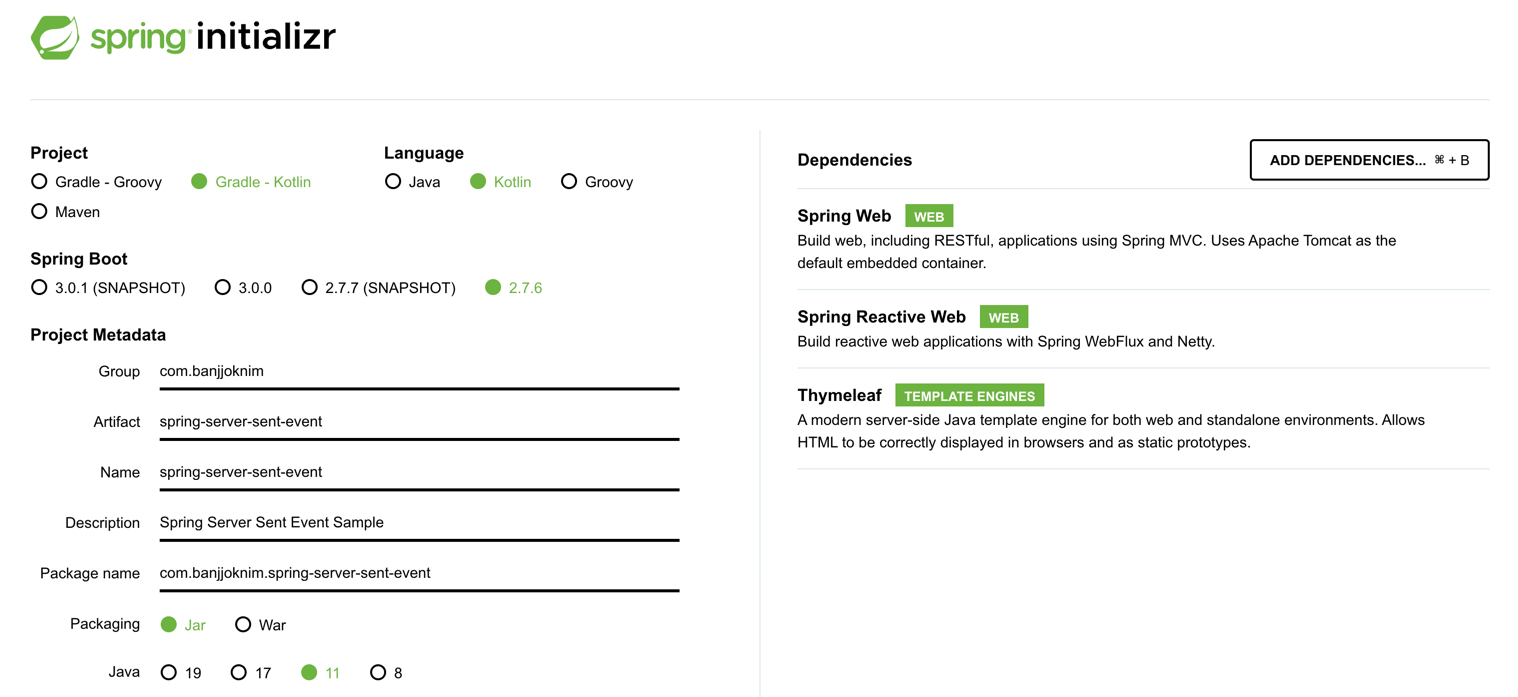 spring initializr
Project
Gradle - Groovy
Gradle - Kotlin
Maven
Language
Java
Kotlin
Groovy
Spring Boot
3.0.1 (SNAPSHOT)
3.0.0
2.7.7 (SNAPSHOT)
2.7.6
Project Metadata
Group com.banjjoknim
Artifact spring-server-sent-event
Name spring-server-sent-event
Description Spring Server Sent Event Sample
Package name com.banjjoknim.spring-server-sent-event
Packaging Jar War
Java 19 17 11 8
Dependencies
ADD DEPENDENCIES... ⌘ + B
Spring Web WEB
Build web, including RESTful, applications using Spring MVC. Uses Apache Tomcat as the
default embedded container.
Spring Reactive Web WEB
Build reactive web applications with Spring WebFlux and Netty.
Thymeleaf TEMPLATE ENGINES
A modern server-side Java template engine for both web and standalone environments. Allows
HTML to be correctly displayed in browsers and as static prototypes.